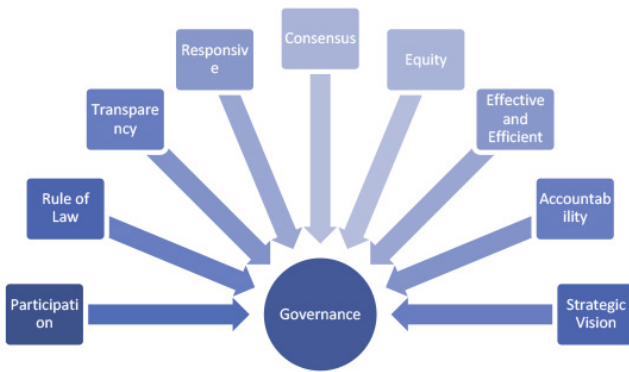 Consensus
Responsiv
e
Equity
Transpare
ncy
Effective
and
Efficient
Rule of
Law
Accountab
ility
Participati
on
Governance
Strategic
Vision